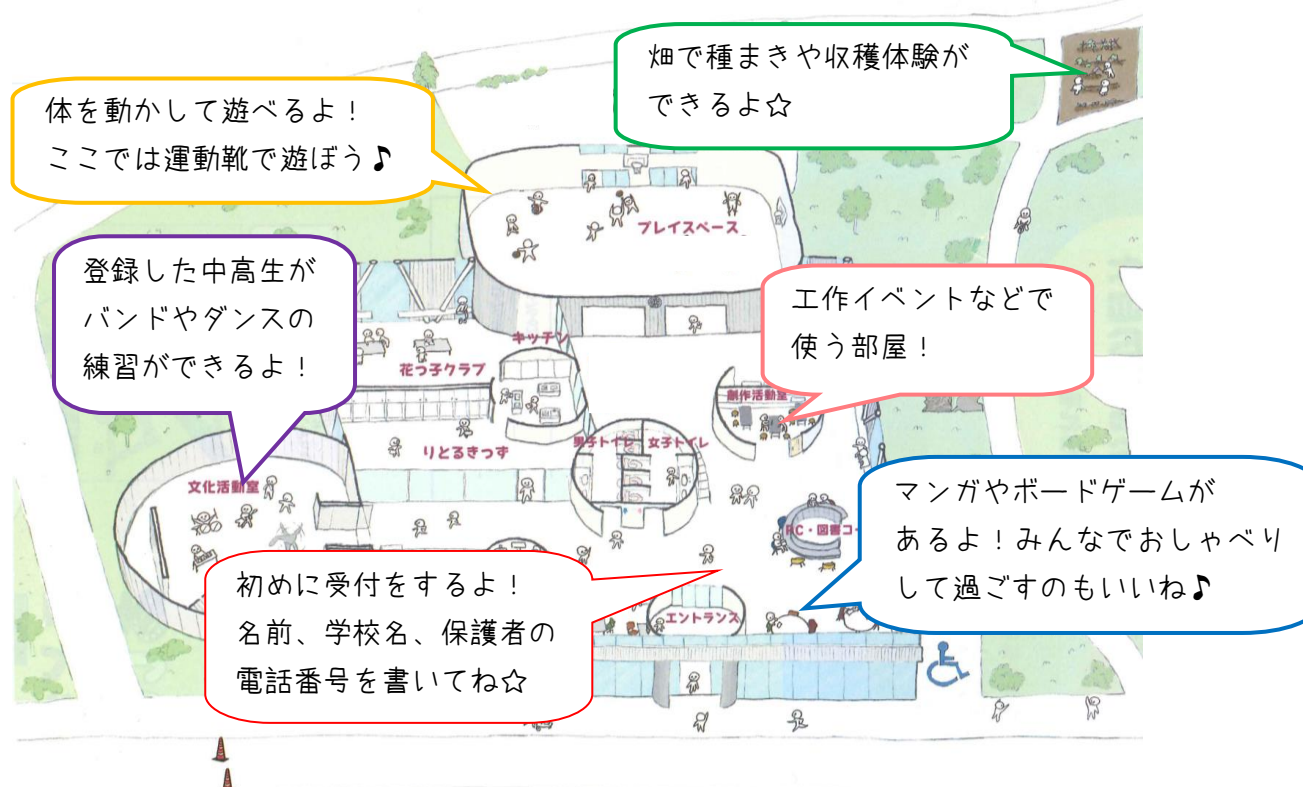 畑で種まきや収穫体験が
できるよ☆
体を動かして遊べるよ！
ここでは運動靴で遊ぼう♪
プレイスペース
登録した中高生が
バンドやダンスの
練習ができるよ！
工作イベントなどで
使う部屋！
キッチン
花っ子クラブ
創作活動室
男子トイレ
女子トイレ
りとるきっず
文化活動室
PC・図書コー
マンガやボードゲームが
あるよ！みんなでおしゃべり
して過ごすのもいいね♪
初めに受付をするよ！
名前、学校名、保護者の
電話番号を書いてね☆
エントランス